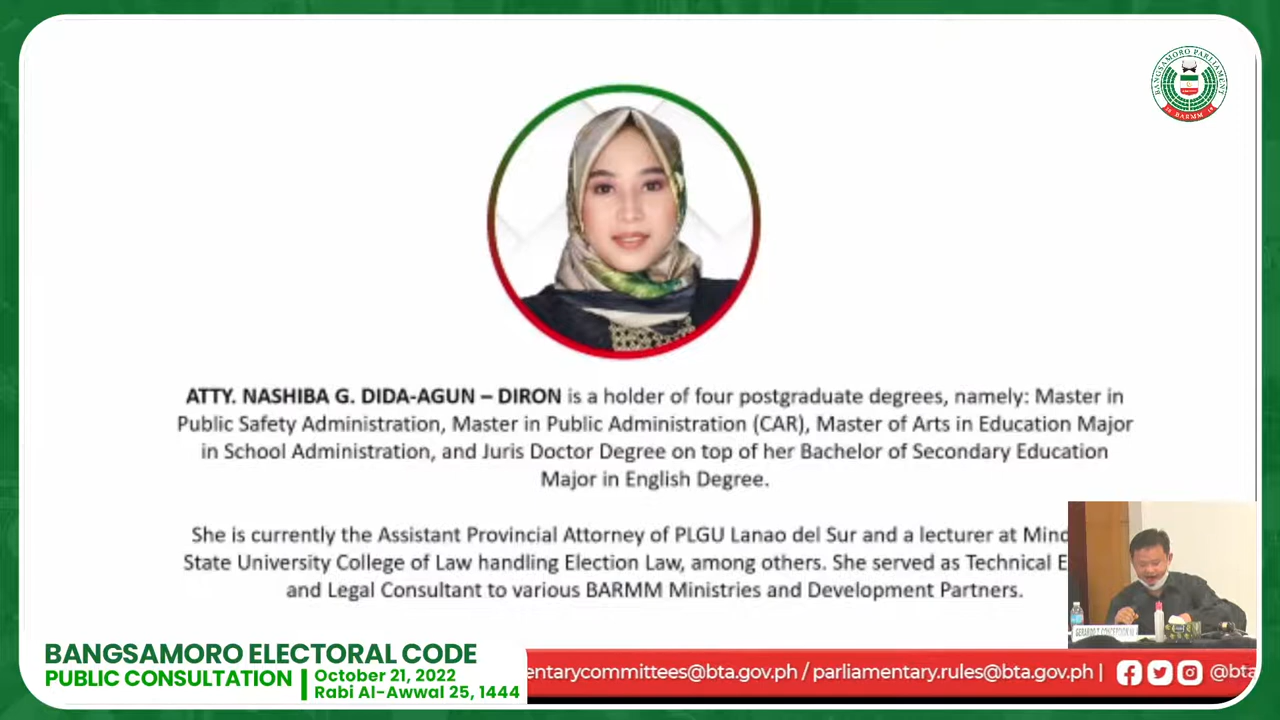 BANGSAMORO PARLIAMENT
BARMM
ATTY. NASHIBA G. DIDA-AGUN – DIRON is a holder of four postgraduate degrees, namely: Master in
Public Safety Administration, Master in Public Administration (CAR), Master of Arts in Education Major
in School Administration, and Juris Doctor Degree on top of her Bachelor of Secondary Education
Major in English Degree.
She is currently the Assistant Provincial Attorney of PLGU Lanao del Sur and a lecturer at Mind
State University College of Law handling Election Law, among others. She served as Technical E
and Legal Consultant to various BARMM Ministries and Development Partners.
BANGSAMORO ELECTORAL CODE
PUBLIC CONSULTATION
October 21, 2022
Rabi Al-Awwal 25, 1444
entarycommittees@bta.gov.ph / parliamentary.rules@bta.gov.ph |
@bta